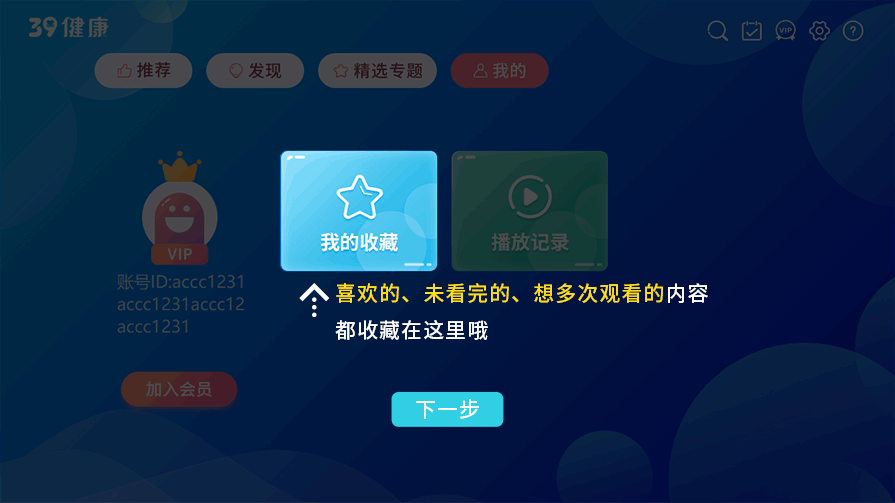 39健康
VIP
?
推荐
发现
精选专题
我的
VIP
我的收藏
播放记录
账号ID:accc1231
accc1231accc12
accc1231
喜欢的、未看完的、想多次观看的内容
都收藏在这里哦
加入会员
下一步